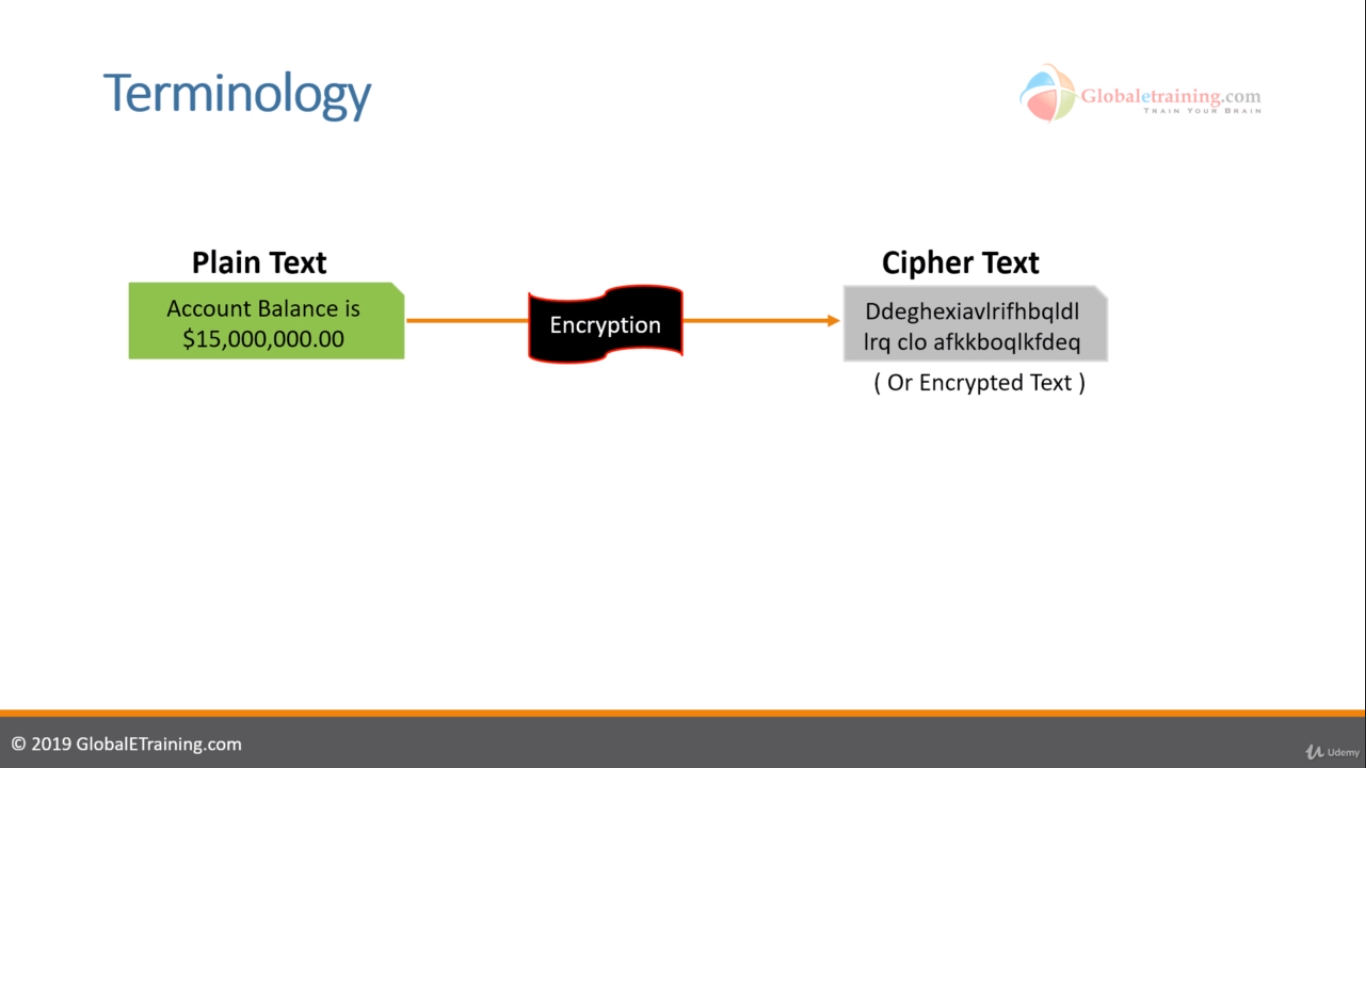 Terminology
Globaletraining.com
TRAIN YOUR BRAIN
Plain Text
Account Balance is
$15,000,000.00
Encryption
Cipher Text
Ddeghexiavlrifhbqldl
lrq clo afkkboqlkfdeq
( Or Encrypted Text )
© 2019 GlobalETraining.com
Udemy